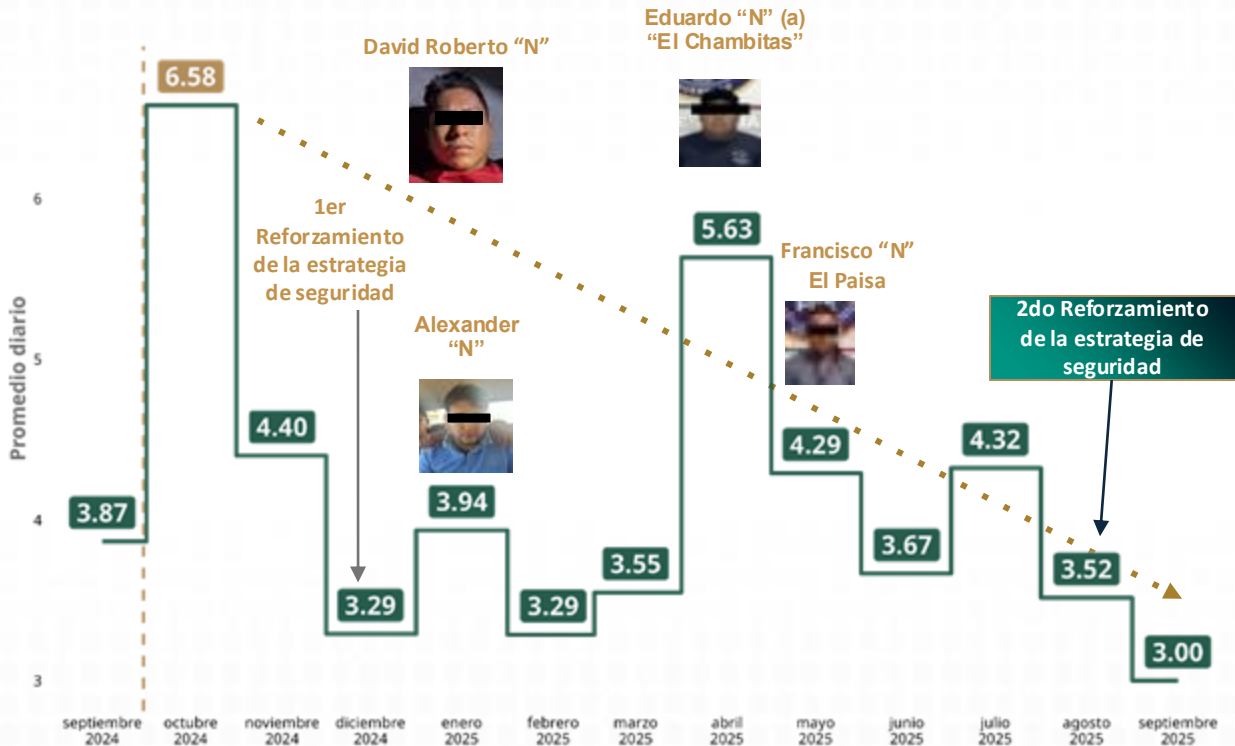 Eduardo “N” (a)
“El Chambitas”
David Roberto “N”
6.58
1er
Reforzamiento
de la estrategia
de seguridad
Alexander
“N”
Francisco “N”
El Paisa
2do Reforzamiento
de la estrategia de
seguridad
Promedio diario
6
5
4
3
3.87
4.40
3.29
3.94
3.29
3.55
5.63
4.29
3.67
4.32
3.52
3.00
septiembre
2024
octubre
2024
noviembre
2024
diciembre
2024
enero
2025
febrero
2025
marzo
2025
abril
2025
mayo
2025
junio
2025
julio
2025
agosto
2025
septiembre
2025